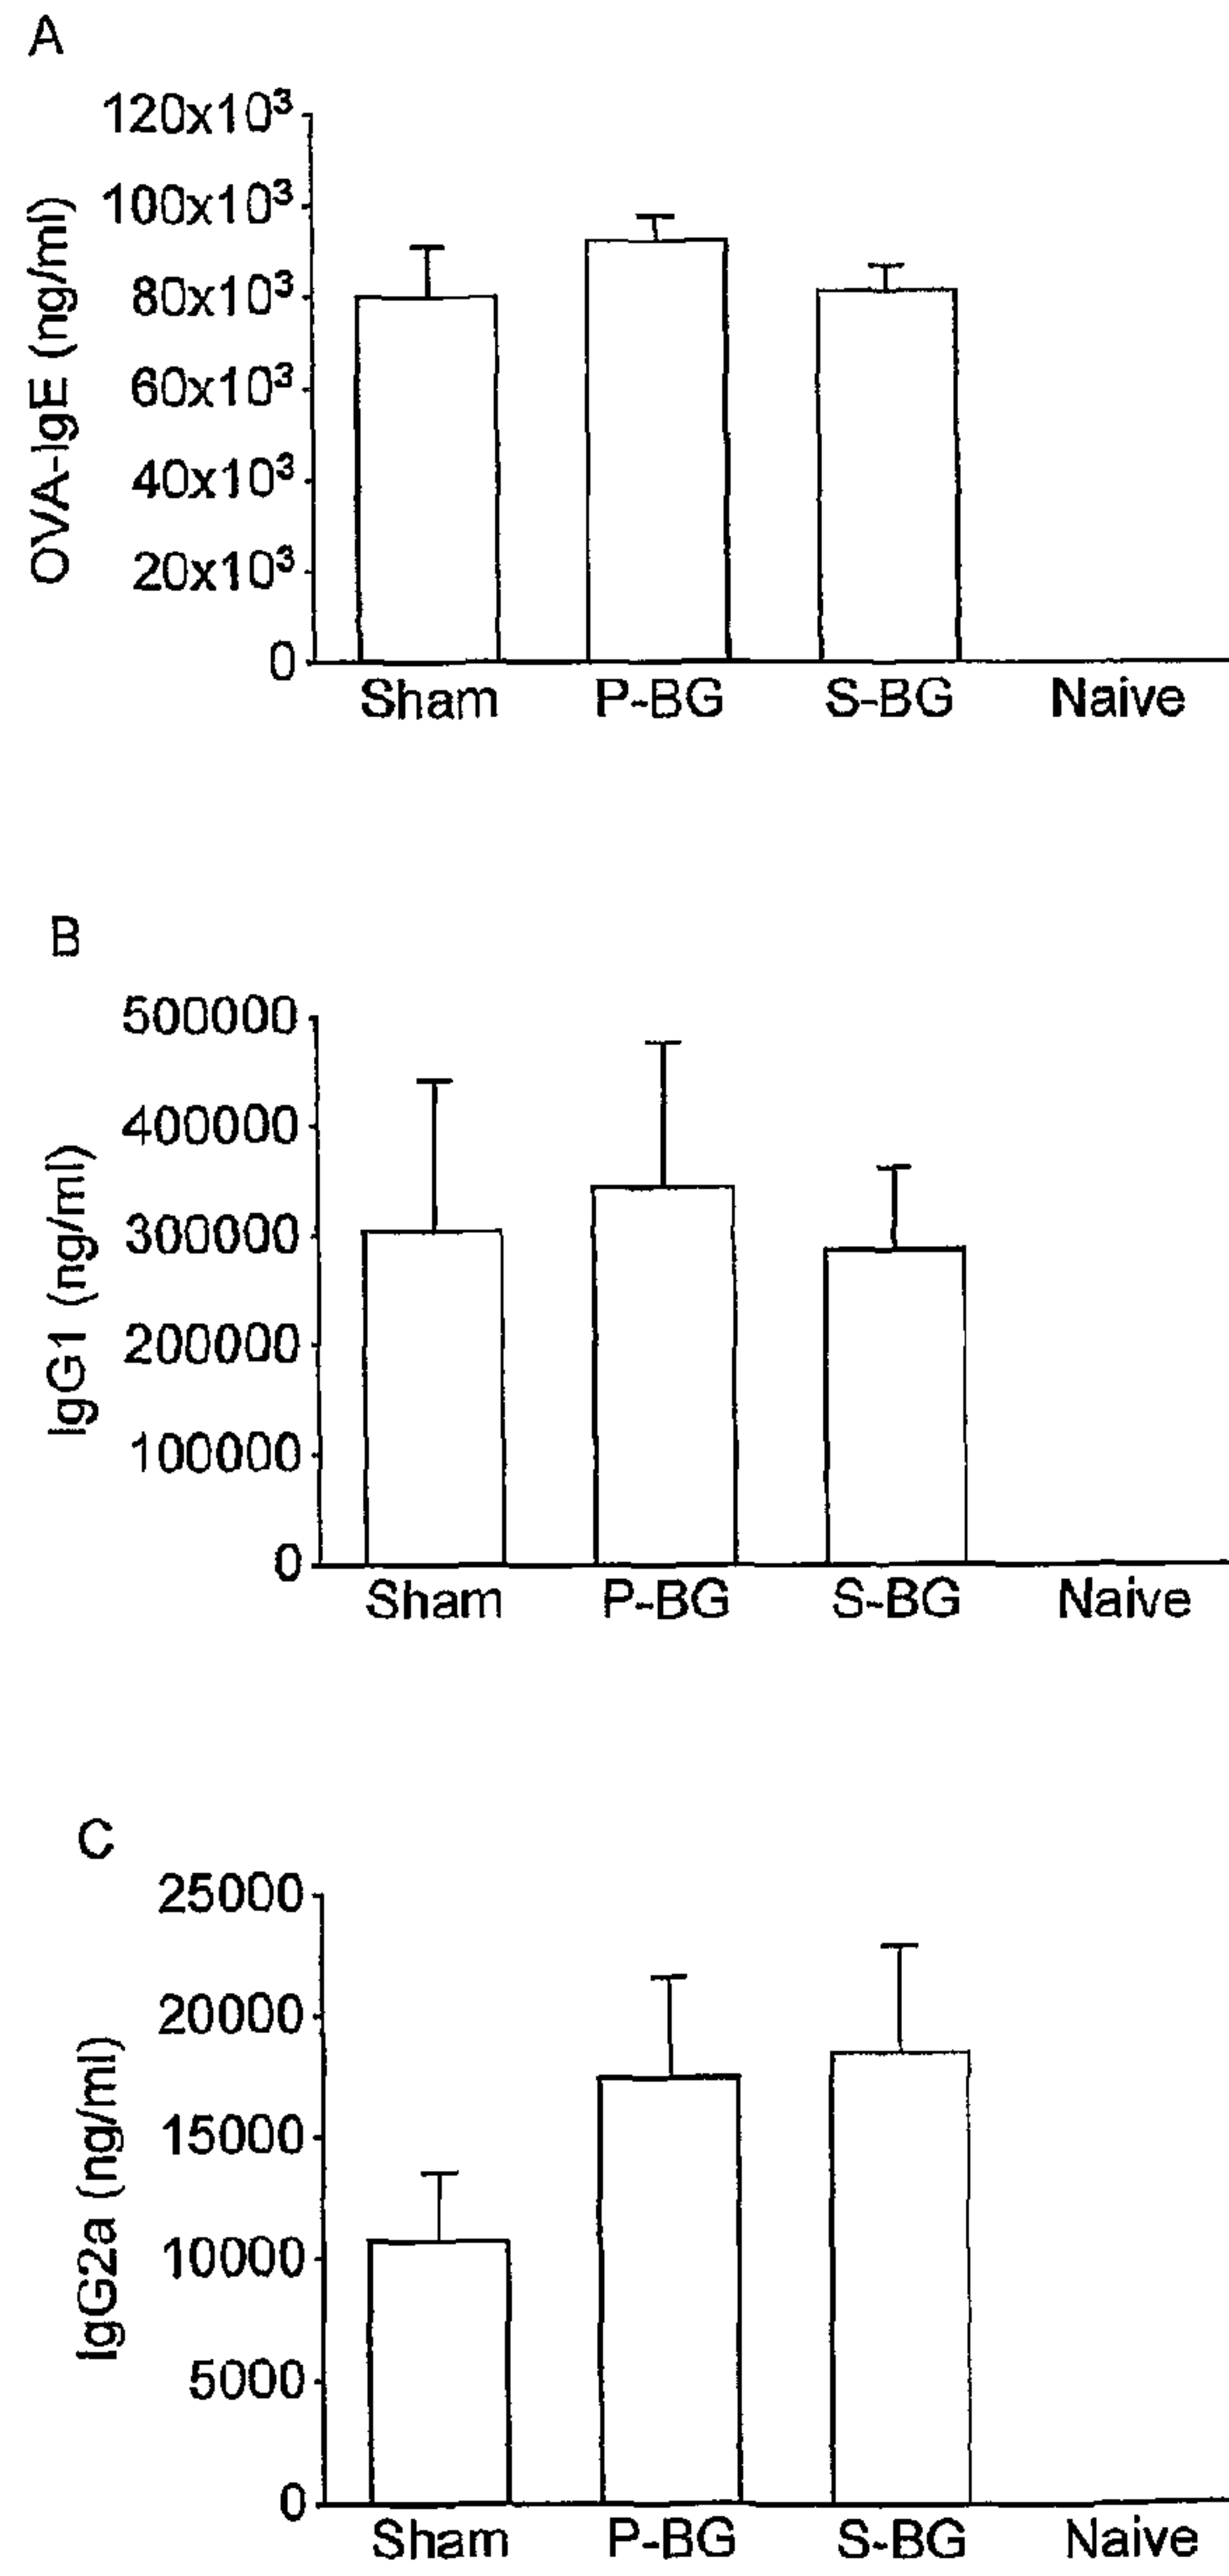 A
120x10³
100x10³
80x10³
60x10³
40x10³
20x10³
0
OVA-IgE (ng/ml)
Sham P-BG S-BG Naive
B
500000
400000
300000
200000
100000
0
IgG1 (ng/ml)
Sham P-BG S-BG Naive
C
25000
20000
15000
10000
5000
0
IgG2a (ng/ml)
Sham P-BG S-BG Naive